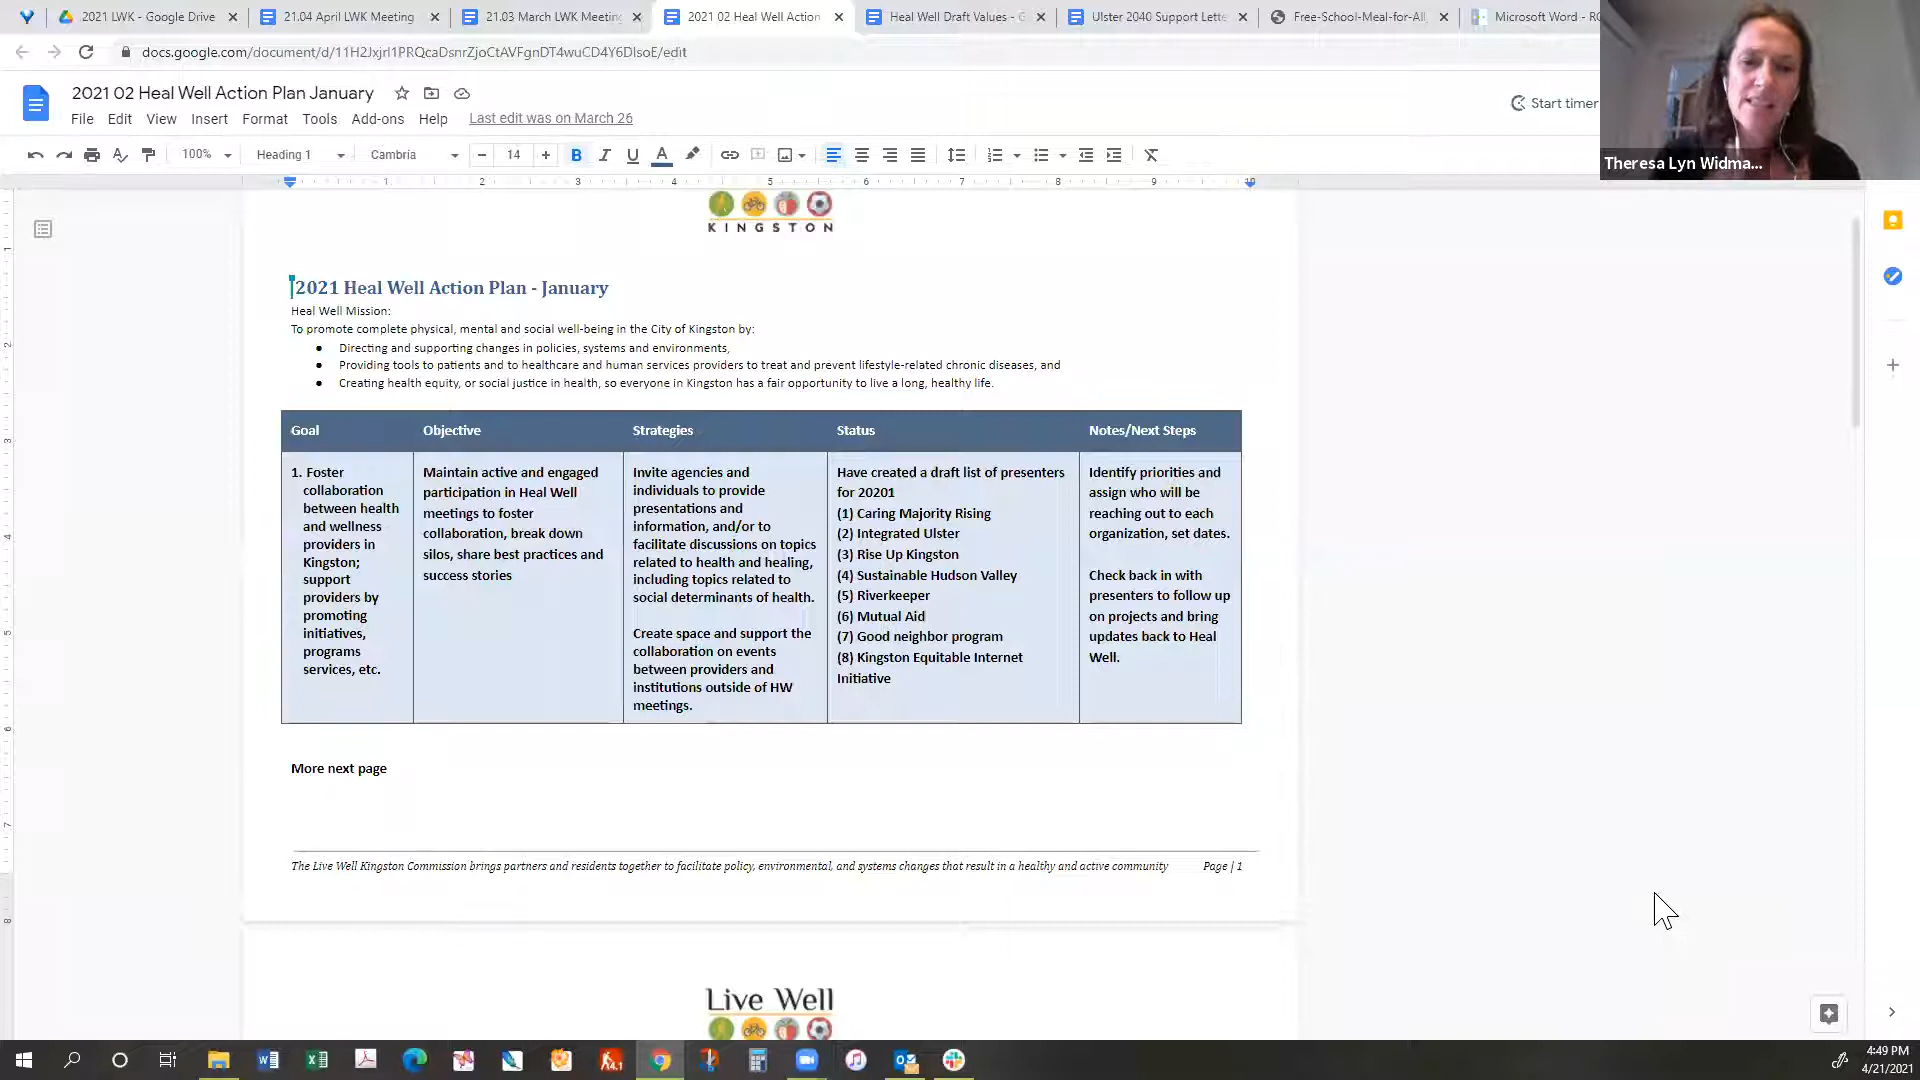 2021 LWK - Google Drive
21.04 April LWK Meeting
21.03 March LWK Meeting
2021 02 Heal Well Action
Heal Well Draft Values - G
Ulster 2040 Support Lette
Free-School-Meal-for-All
Microsoft Word - RO
docs.google.com/document/d/
2021 02 Heal Well Action Plan January
Start timer
File Edit View Insert Format Tools Add-ons Help Last edit was on March 26
100% Heading 1 Cambria 14
Theresa Lyn Widma...
1 2 3 4 5 6 7 8 9 10
KINGSTON
2021 Heal Well Action Plan - January
Heal Well Mission:
To promote complete physical, mental and social well-being in the City of Kingston by:
● Directing and supporting changes in policies, systems and environments,
● Providing tools to patients and to healthcare and human services providers to treat and prevent lifestyle-related chronic diseases, and
● Creating health equity, or social justice in health, so everyone in Kingston has a fair opportunity to live a long, healthy life.
Goal
Objective
Strategies
Status
Notes/Next Steps
1. Foster
collaboration
between health
and wellness
providers in
Kingston;
support
providers by
promoting
initiatives,
programs
services, etc.
Maintain active and engaged
participation in Heal Well
meetings to foster
collaboration, break down
silos, share best practices and
success stories
Invite agencies and
individuals to provide
presentations and
information, and/or to
facilitate discussions on topics
related to health and healing,
including topics related to
social determinants of health.
Create space and support the
collaboration on events
between providers and
institutions outside of HW
meetings.
Have created a draft list of presenters
for 20201
(1) Caring Majority Rising
(2) Integrated Ulster
(3) Rise Up Kingston
(4) Sustainable Hudson Valley
(5) Riverkeeper
(6) Mutual Aid
(7) Good neighbor program
(8) Kingston Equitable Internet
Initiative
Identify priorities and
assign who will be
reaching out to each
organization, set dates.
Check back in with
presenters to follow up
on projects and bring
updates back to Heal
Well.
More next page
The Live Well Kingston Commission brings partners and residents together to facilitate policy, environmental, and systems changes that result in a healthy and active community Page | 1
Live Well
4:49 PM
4/21/2021